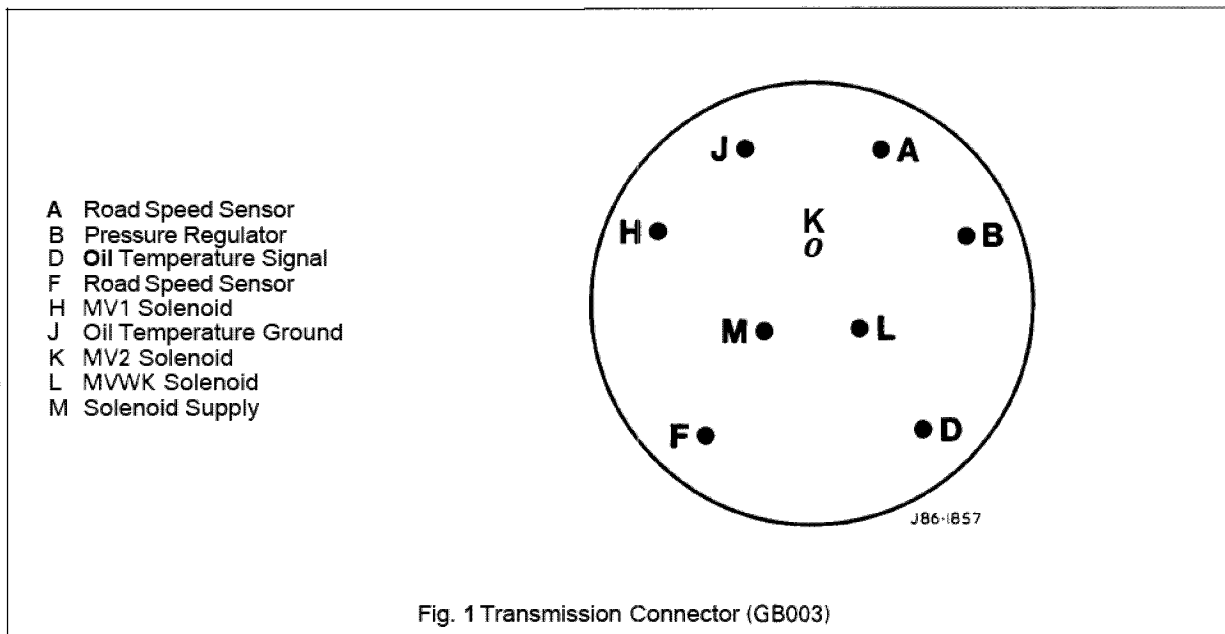 A Road Speed Sensor
B Pressure Regulator
D Oil Temperature Signal
F Road Speed Sensor
H MV1 Solenoid
J Oil Temperature Ground
K MV2 Solenoid
L MVWK Solenoid
M Solenoid Supply
J A
H K B
O
M L
F D
J86-1857
Fig. 1 Transmission Connector (GB003)